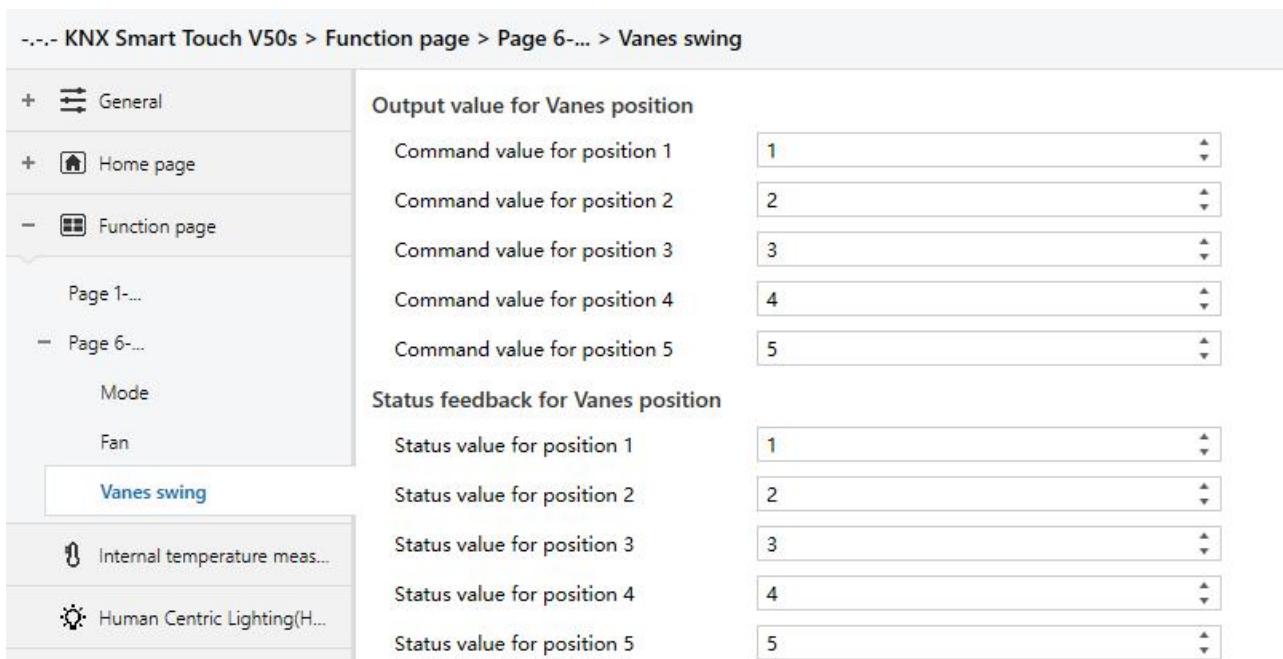 -.-.- KNX Smart Touch V50s > Function page > Page 6-... > Vanes swing
+ General
+ Home page
− Function page
Page 1-...
− Page 6-...
Mode
Fan
Vanes swing
Internal temperature meas...
Human Centric Lighting(H...
Output value for Vanes position
Command value for position 1 1
Command value for position 2 2
Command value for position 3 3
Command value for position 4 4
Command value for position 5 5
Status feedback for Vanes position
Status value for position 1 1
Status value for position 2 2
Status value for position 3 3
Status value for position 4 4
Status value for position 5 5